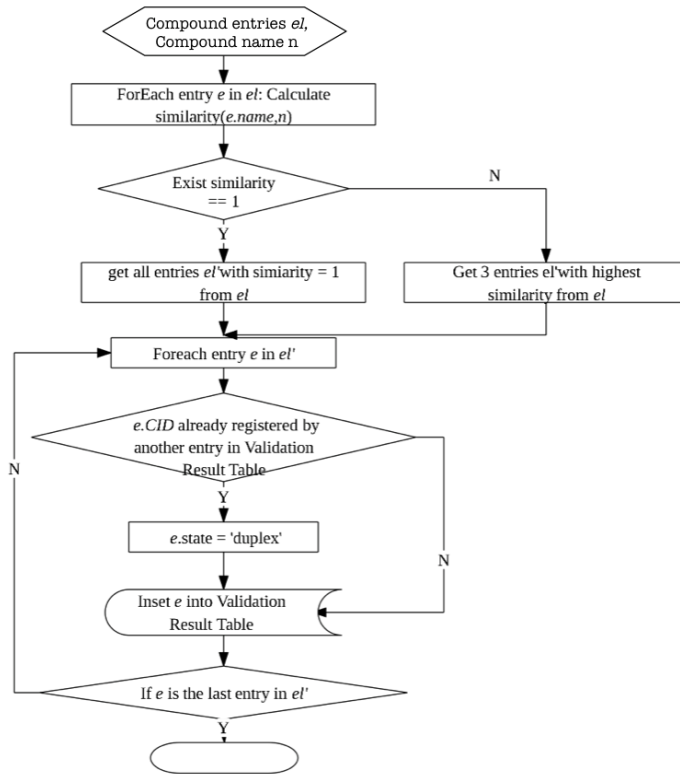 Compound entries el,
Compound name n
ForEach entry e in el: Calculate
similarity(e.name,n)
Exist similarity
== 1
N
Y
get all entries el'with simiarity = 1
from el
Get 3 entries el'with highest
similarity from el
Foreach entry e in el'
e.CID already registered by
another entry in Validation
Result Table
N
Y
e.state = 'duplex'
N
Inset e into Validation
Result Table
If e is the last entry in el'
Y